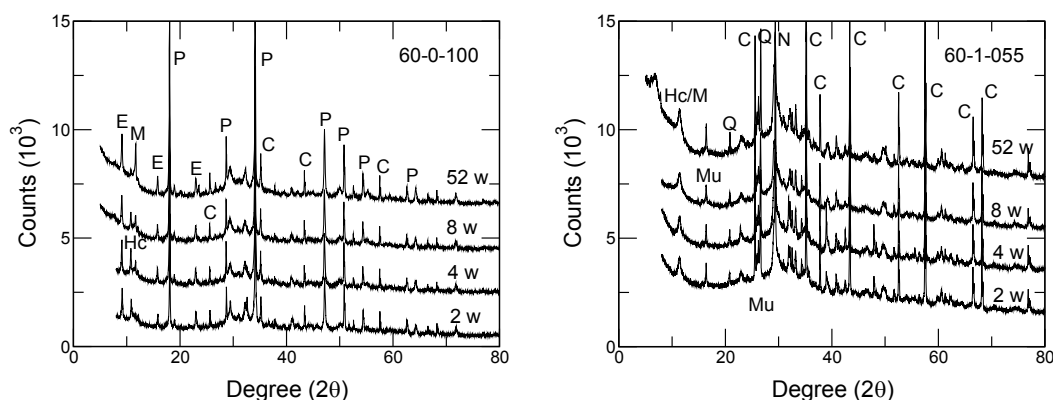 15
10
5
0
Counts (10³)
0 20 40 60 80
Degree (2θ)
60-0-100
P
P
E
M
E
E
P
C
C
P
P
P
C
P
52 w
C
8 w
Hc
4 w
2 w
15
10
5
0
Counts (10³)
0 20 40 60 80
Degree (2θ)
60-1-055
C Q N C C C
C
C
C
C
Hc/M
Q
Mu
52 w
8 w
4 w
2 w
Mu